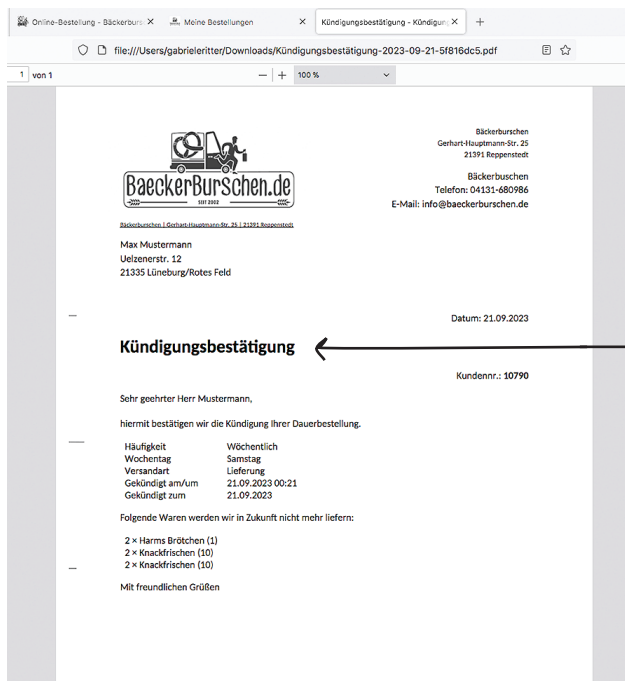 Online-Bestellung - Bäckerburs
Meine Bestellungen
Kündigungsbestätigung - Kündigung
file:///Users/gabrieleritter/Downloads/Kündigungsbestätigung-2023-09-21-5f816dc5.pdf
1 von 1
100 %
BaeckerBurschen.de
SEIT 2002
Bäckerburschen
Gerhart-Hauptmann-Str. 25
21391 Reppenstedt
Bäckerbuschen
Telefon: 04131-680986
E-Mail: info@baeckerburschen.de
Bäckerburschen | Gerhart-Hauptmann-Str. 25 | 21391 Reppenstedt
Max Mustermann
Uelzenerstr. 12
21335 Lüneburg/Rotes Feld
Datum: 21.09.2023
Kündigungsbestätigung
Kundennr.: 10790
Sehr geehrter Herr Mustermann,
hiermit bestätigen wir die Kündigung Ihrer Dauerbestellung.
Häufigkeit Wöchentlich
Wochentag Samstag
Versandart Lieferung
Gekündigt am/um 21.09.2023 00:21
Gekündigt zum 21.09.2023
Folgende Waren werden wir in Zukunft nicht mehr liefern:
2 × Harms Brötchen (1)
2 × Knackfrischen (10)
2 × Knackfrischen (10)
Mit freundlichen Grüßen